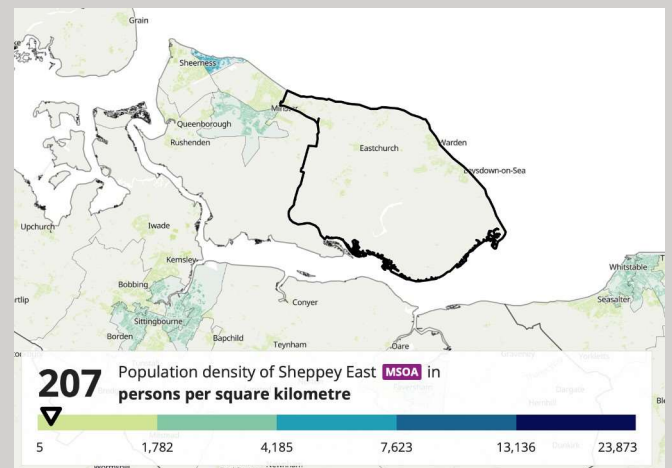 Grain
Sheerness
Queenborough
Rushenden
Eastchurch
Warden
Leysdown-on-Sea
Upchurch
Iwade
Kemsley
Bobbing
Sittingbourne
Borden
Bapchild
Conyer
Teynham
Oare
Whitstable
Seasalter
207 Population density of Sheppey East MSOA in
persons per square kilometre
5 1,782 4,185 7,623 13,136 23,873